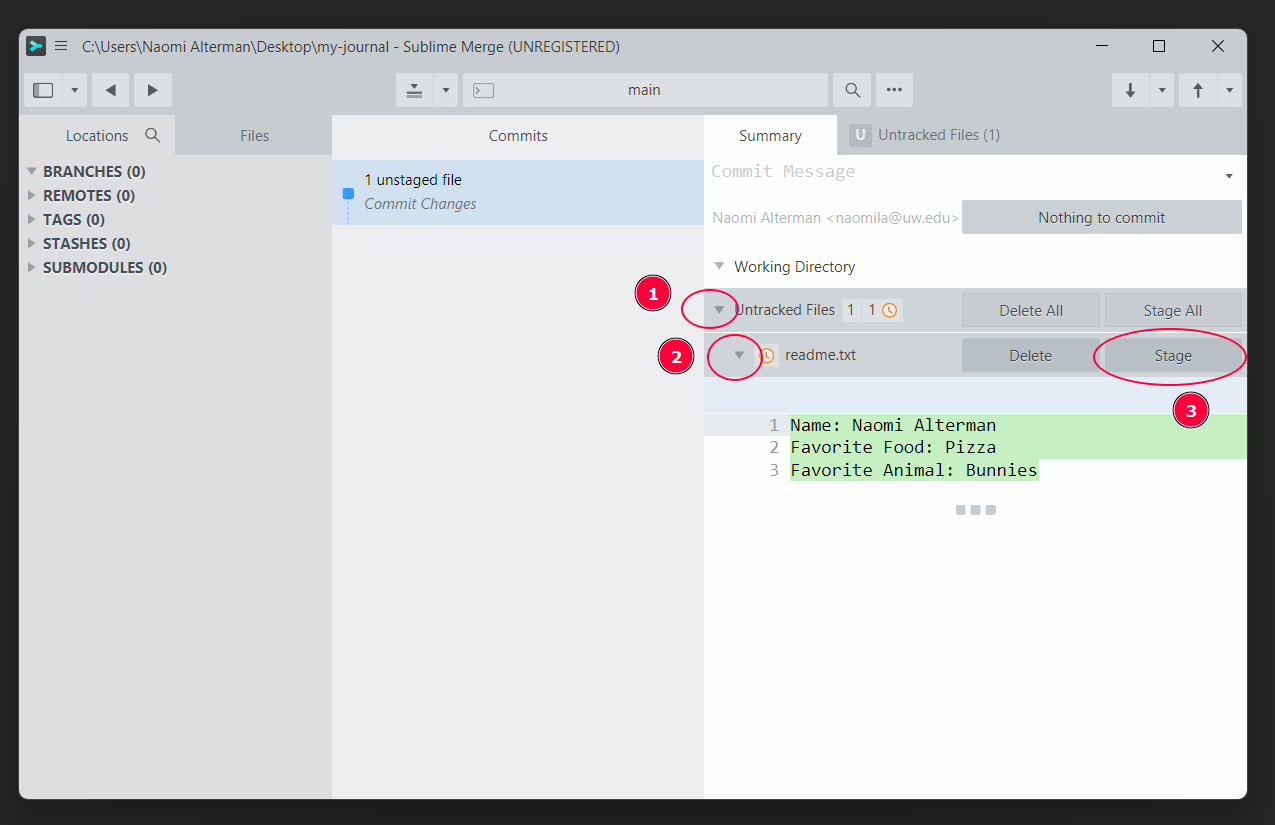 C:\Users\Naomi Alterman\Desktop\my-journal - Sublime Merge (UNREGISTERED)
main
Locations
Files
Commits
Summary
U Untracked Files (1)
BRANCHES (0)
REMOTES (0)
TAGS (0)
STASHES (0)
SUBMODULES (0)
1 unstaged file
Commit Changes
Commit Message
Naomi Alterman <naomila@uw.edu>
Nothing to commit
Working Directory
1
Untracked Files 1 1
Delete All
Stage All
2
readme.txt
Delete
Stage
3
1 Name: Naomi Alterman
2 Favorite Food: Pizza
3 Favorite Animal: Bunnies